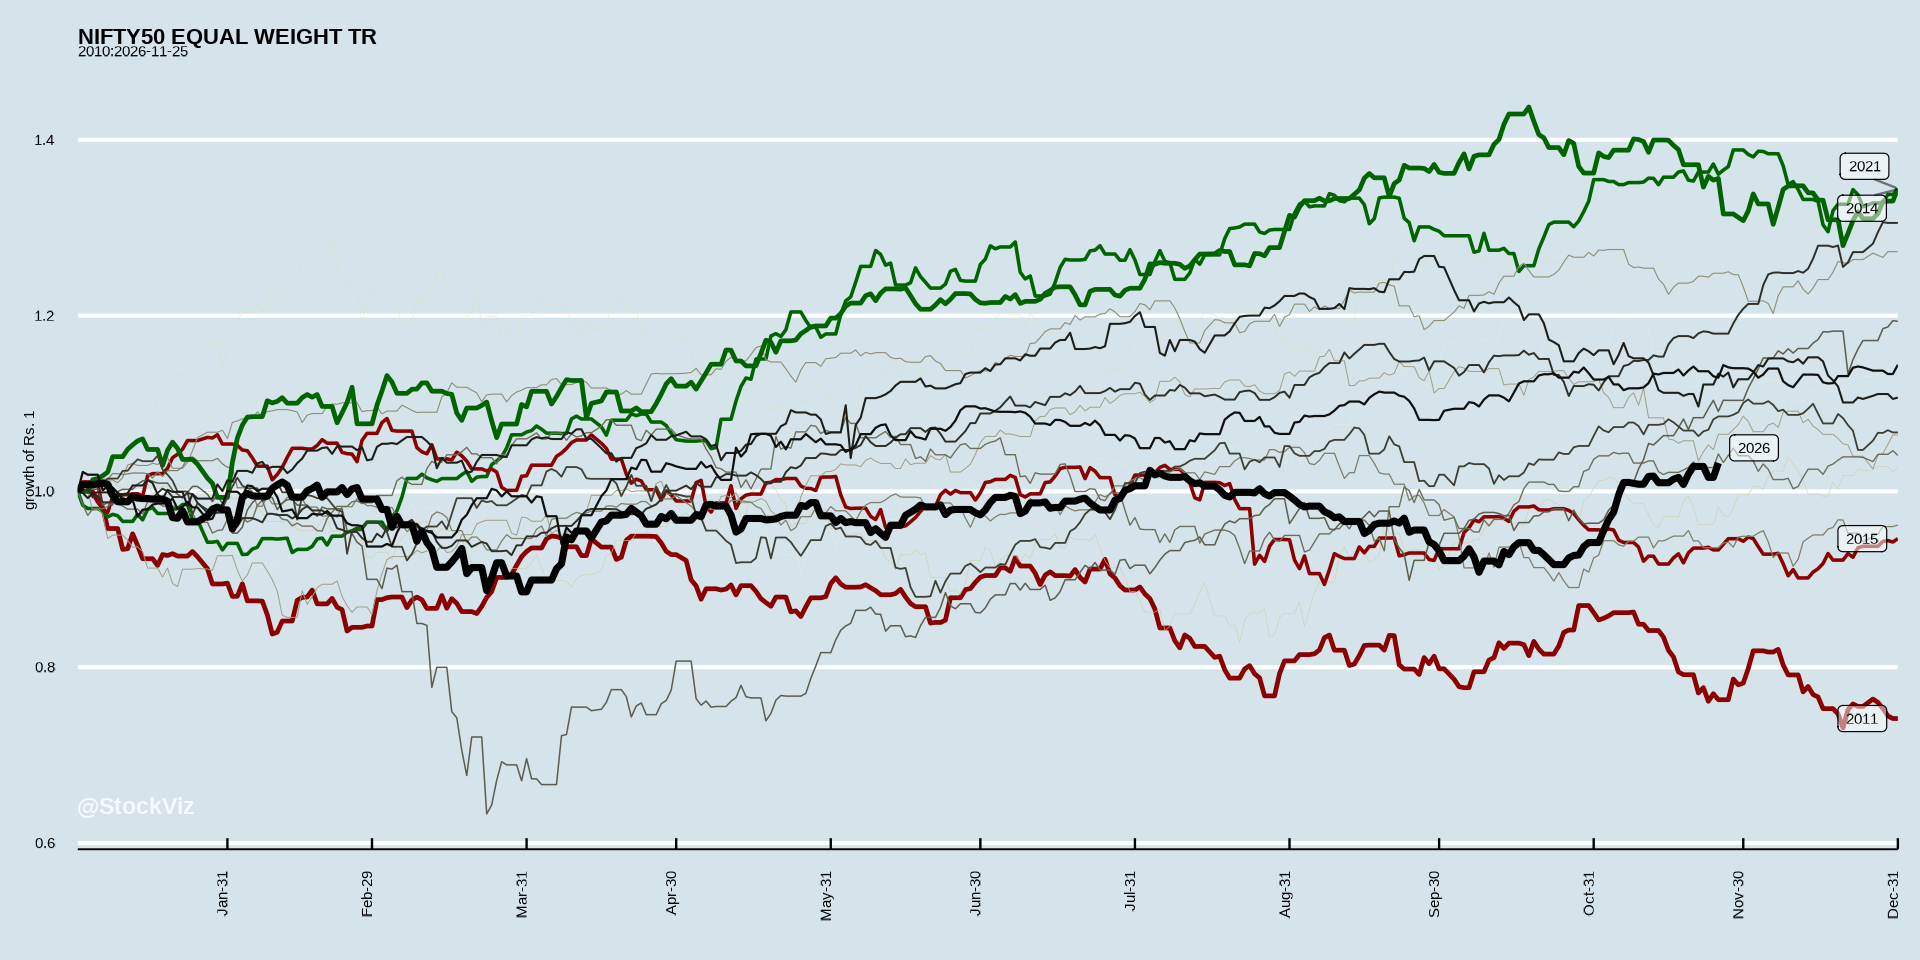 NIFTY50 EQUAL WEIGHT TR
2010:2026-11-25
growth of Rs. 1
1.4
1.2
1.0
0.8
0.6
2021
2014
2026
2015
2011
@StockViz
Jan-31
Feb-29
Mar-31
Apr-30
May-31
Jun-30
Jul-31
Aug-31
Sep-30
Oct-31
Nov-30
Dec-31